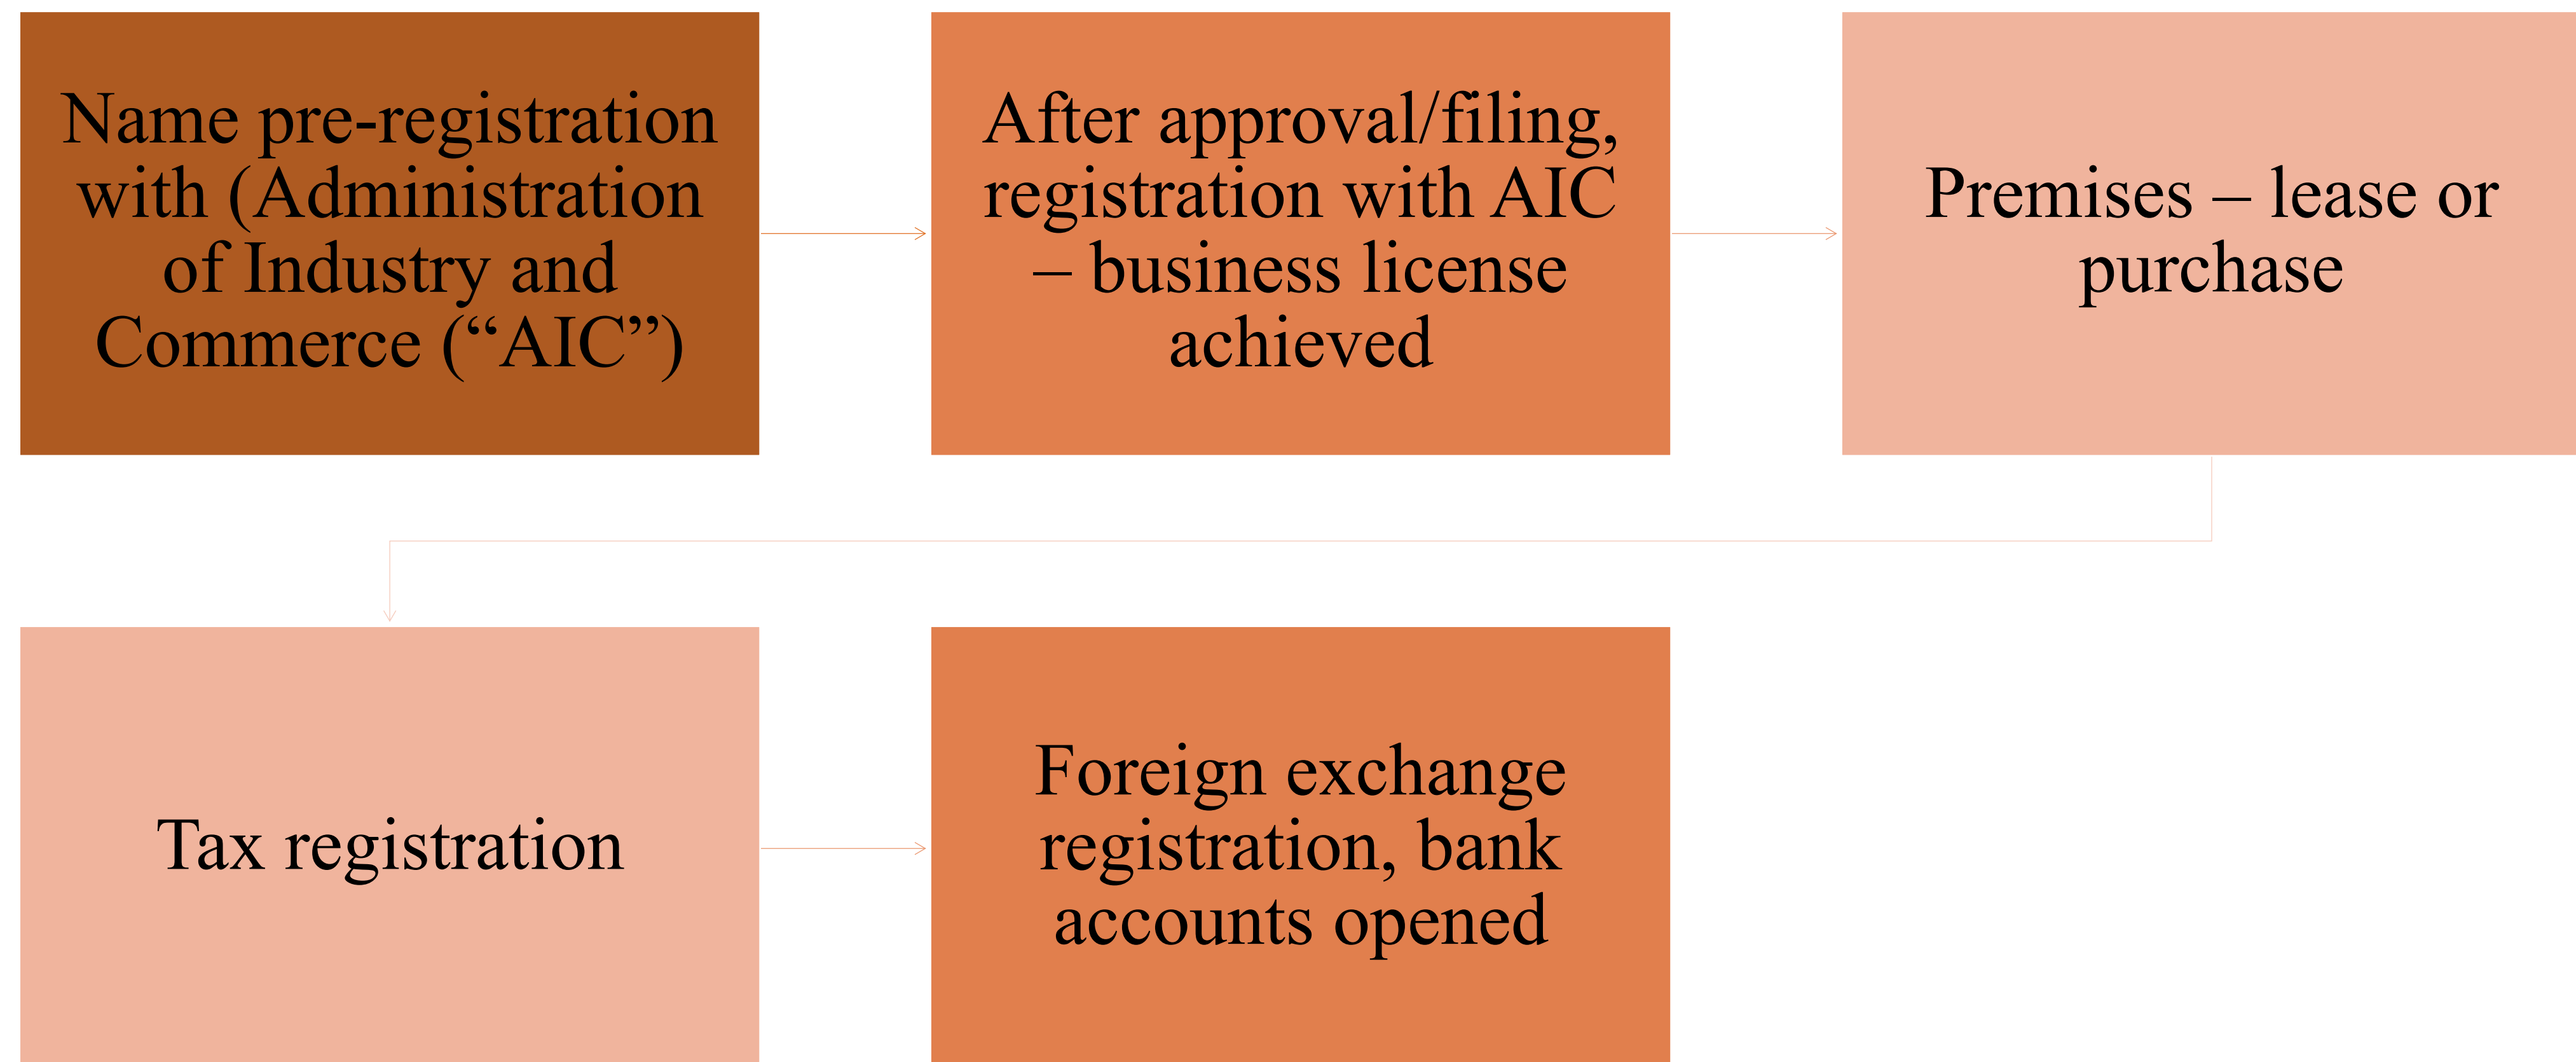 Name pre-registration
with (Administration
of Industry and
Commerce (“AIC”)
After approval/filing,
registration with AIC
– business license
achieved
Premises – lease or
purchase
Tax registration
Foreign exchange
registration, bank
accounts opened